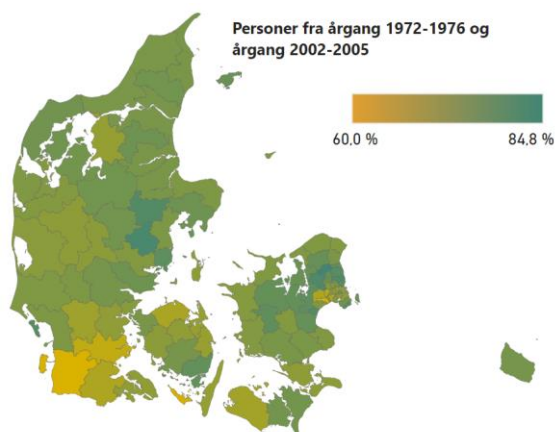 Personer fra årgang 1972-1976 og
årgang 2002-2005
60,0 %
84,8 %